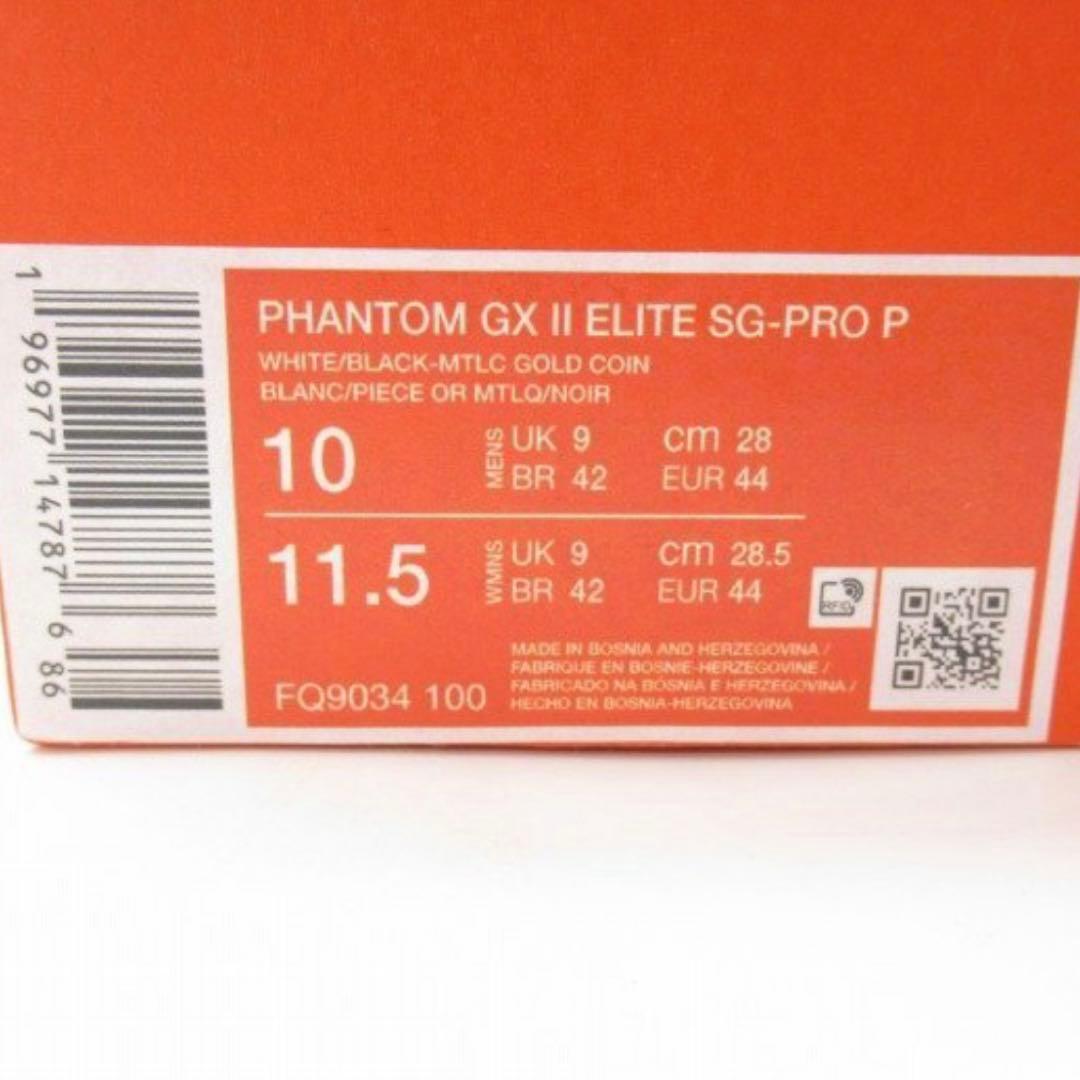 PHANTOM GX II ELITE SG-PRO P
WHITE/BLACK-MTLC GOLD COIN
BLANC/PIECE OR MTLQ/NOIR
10 MENS UK 9 cm 28
BR 42 EUR 44
11.5 WMNS UK 9 cm 28.5
BR 42 EUR 44
RFID
MADE IN BOSNIA AND HERZEGOVINA /
FABRIQUE EN BOSNIE-HERZEGOVINE /
FABRICADO NA BÓSNIA E HERZEGOVINA /
HECHO EN BOSNIA-HERZEGOVINA
FQ9034 100
1 96977 14787 6 86